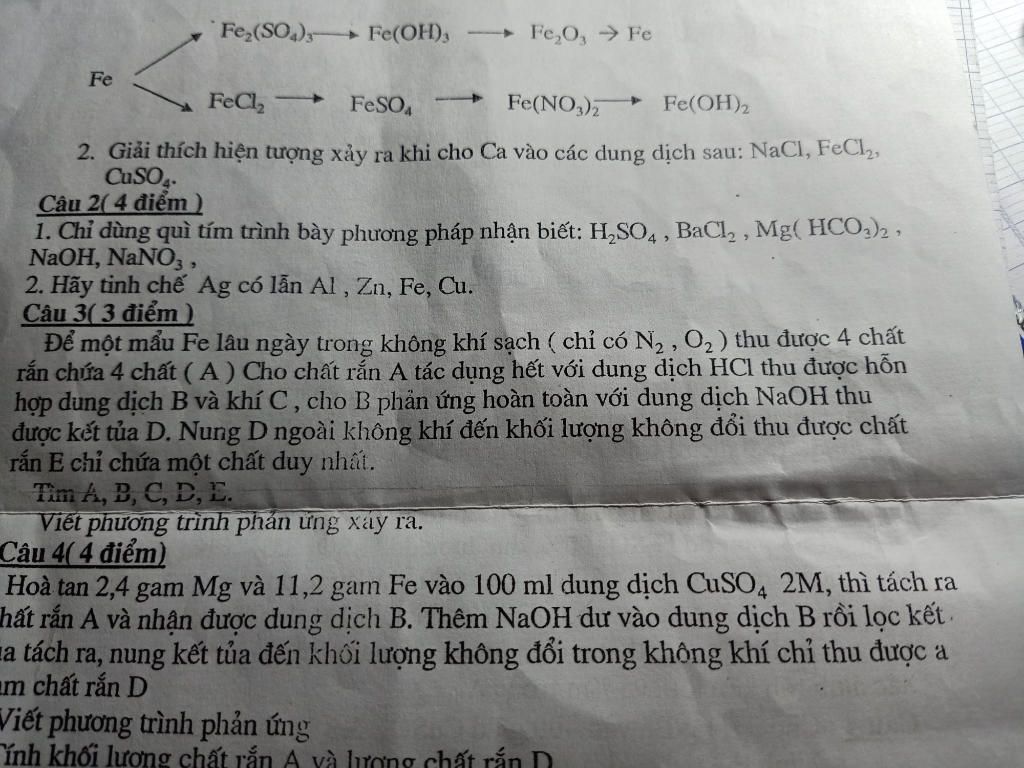 Fe₂(SO₄)₃ → Fe(OH)₃ → Fe₂O₃ → Fe
Fe
FeCl₂ → FeSO₄ → Fe(NO₃)₂ → Fe(OH)₂
2. Giải thích hiện tượng xảy ra khi cho Ca vào các dung dịch sau: NaCl, FeCl₂,
CuSO₄.
Câu 2( 4 điểm )
1. Chỉ dùng quì tím trình bày phương pháp nhận biết: H₂SO₄ , BaCl₂ , Mg( HCO₃)₂ ,
NaOH, NaNO₃ ,
2. Hãy tinh chế Ag có lẫn Al , Zn, Fe, Cu.
Câu 3( 3 điểm )
Để một mẩu Fe lâu ngày trong không khí sạch ( chỉ có N₂ , O₂ ) thu được 4 chất
rắn chứa 4 chất ( A ) Cho chất rắn A tác dụng hết với dung dịch HCl thu được hỗn
hợp dung dịch B và khí C , cho B phản ứng hoàn toàn với dung dịch NaOH thu
được kết tủa D. Nung D ngoài không khí đến khối lượng không đổi thu được chất
rắn E chỉ chứa một chất duy nhất.
Tìm A, B, C, D, E.
Viết phương trình phản ứng xảy ra.
Câu 4( 4 điểm)
Hoà tan 2,4 gam Mg và 11,2 gam Fe vào 100 ml dung dịch CuSO₄ 2M, thì tách ra
hất rắn A và nhận được dung dịch B. Thêm NaOH dư vào dung dịch B rồi lọc kết
ủa tách ra, nung kết tủa đến khối lượng không đổi trong không khí chỉ thu được a
am chất rắn D
Viết phương trình phản ứng
Tính khối lượng chất rắn A và lượng chất rắn D